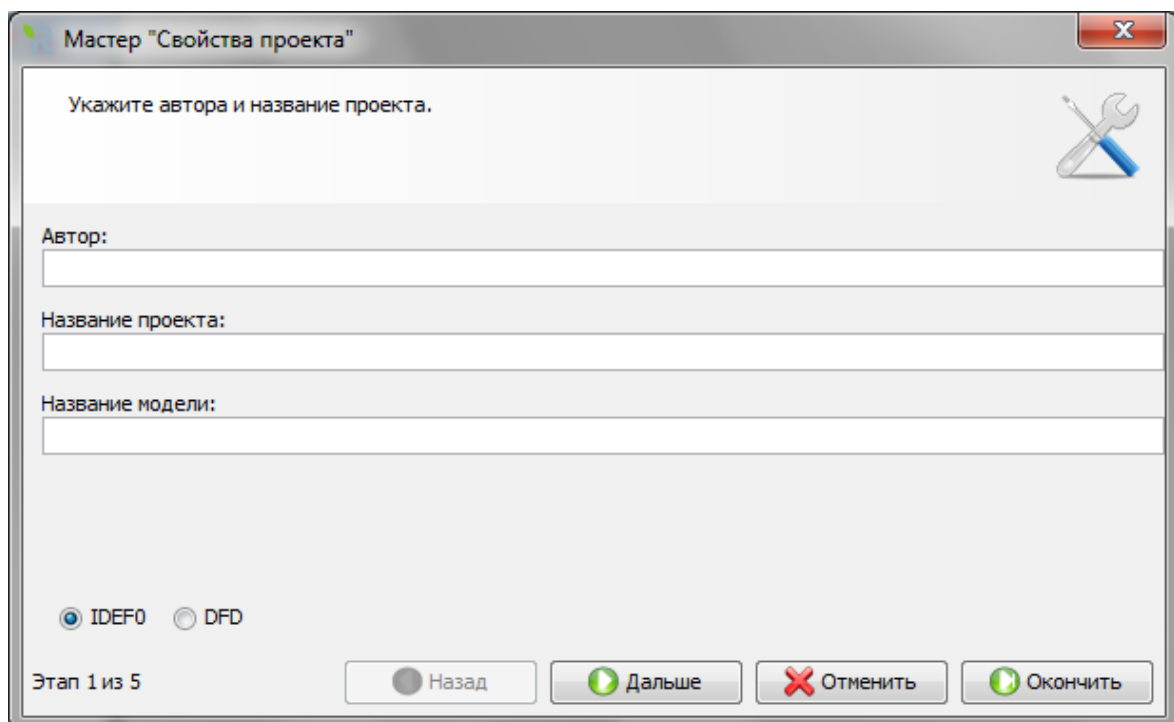 Мастер "Свойства проекта"
Укажите автора и название проекта.
Автор:
Название проекта:
Название модели:
IDEF0 DFD
Этап 1 из 5 Назад Дальше Отменить Окончить